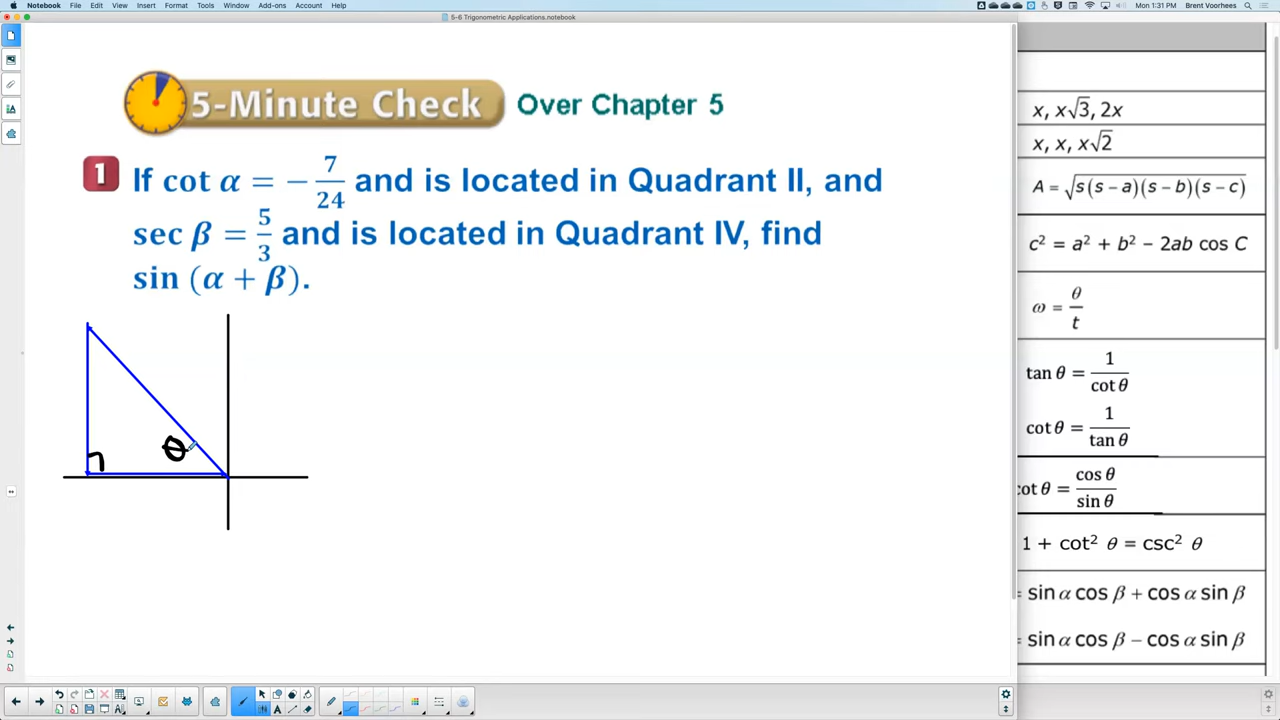 Notebook File Edit View Insert Format Tools Window Add-ons Account Help
Brent Voorhees Mon 1:31 PM
5-6 Trigonometric Applications.notebook
5-Minute Check Over Chapter 5
1 If cot α = − 7/24 and is located in Quadrant II, and
sec β = 5/3 and is located in Quadrant IV, find
sin (α + β).
θ
x, x√3, 2x
x, x, x√2
A = √s(s − a)(s − b)(s − c)
c² = a² + b² − 2ab cos C
ω = θ/t
tan θ = 1/cot θ
cot θ = 1/tan θ
cot θ = cos θ/sin θ
1 + cot² θ = csc² θ
= sin α cos β + cos α sin β
= sin α cos β − cos α sin β